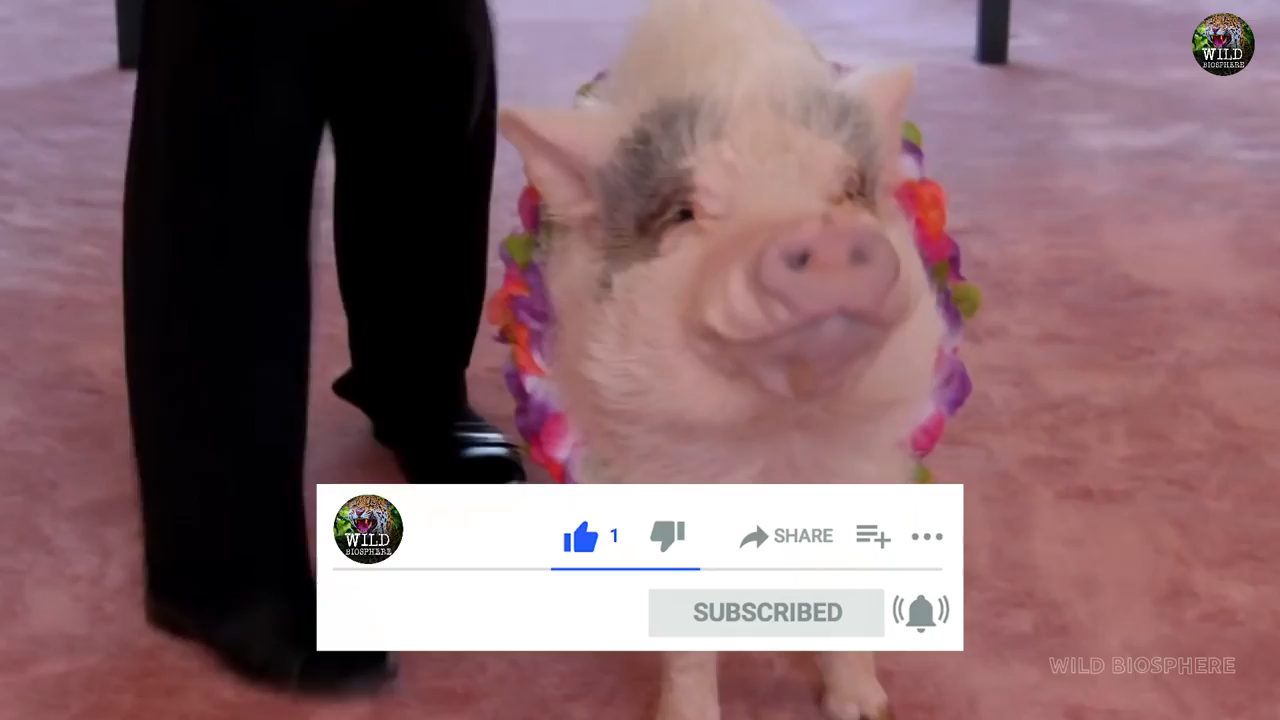 WILD
BIOSPHERE
WILD
BIOSPHERE
1
SHARE
SUBSCRIBED
WILD BIOSPHERE